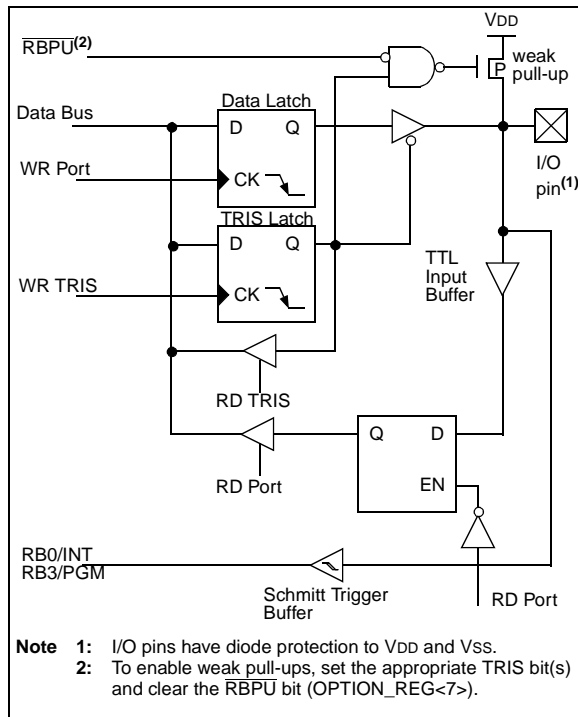 VDD
RBPU(2)
P
weak
pull-up
Data Latch
Data Bus
D Q
WR Port
CK
I/O
pin(1)
TRIS Latch
D Q
TTL
Input
Buffer
WR TRIS
CK
RD TRIS
Q D
RD Port
EN
RB0/INT
RB3/PGM
Schmitt Trigger
Buffer
RD Port
Note 1: I/O pins have diode protection to VDD and VSS.
2: To enable weak pull-ups, set the appropriate TRIS bit(s)
and clear the RBPU bit (OPTION_REG<7>).